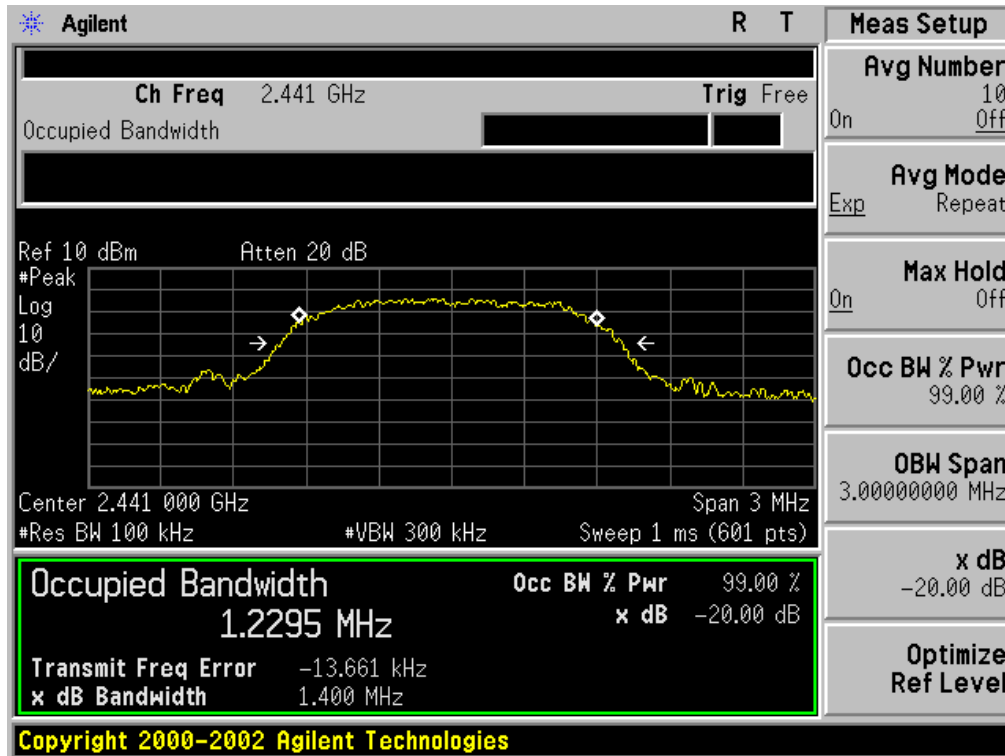 Agilent R T
Ch Freq 2.441 GHz Trig Free
Occupied Bandwidth
Ref 10 dBm Atten 20 dB
#Peak
Log
10
dB/
Center 2.441 000 GHz Span 3 MHz
#Res BW 100 kHz #VBW 300 kHz Sweep 1 ms (601 pts)
Occupied Bandwidth Occ BW % Pwr 99.00 %
1.2295 MHz x dB -20.00 dB
Transmit Freq Error -13.661 kHz
x dB Bandwidth 1.400 MHz
Meas Setup
Avg Number
10
On Off
Avg Mode
Exp Repeat
Max Hold
On Off
Occ BW % Pwr
99.00 %
OBW Span
3.00000000 MHz
x dB
-20.00 dB
Optimize
Ref Level
Copyright 2000-2002 Agilent Technologies